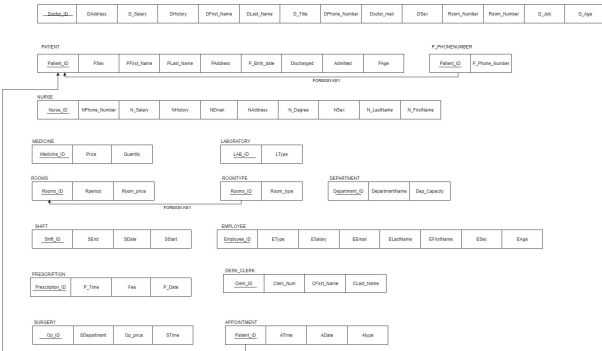 Doctor_ID DAddress D_Salary DHistory DFirst_Name DLast_Name D_Title DPhone_Number Doctor_mail DSex Room_Number Room_Number D_Job D_Age
PATIENT P_PHONENUMBER
Patient_ID PSex PFirst_Name PLast_Name PAddress P_Birth_date Discharged Admitted PAge Patient_ID P_Phone_Number
FOREIGN KEY
NURSE
Nurse_ID NPhone_Number N_Salary NHistory NEmail NAddress N_Degree NSex N_LastName N_FirstName
MEDICINE LABORATORY
Medicine_ID Price Quantity LAB_ID LType
ROOMS ROOMTYPE DEPARTMENT
Rooms_ID Rperiod Room_price Rooms_ID Room_type Department_ID DepartmentName Dep_Capacity
FOREIGN KEY
SHIFT EMPLOYEE
Shift_ID SEnd SDate SStart Employee_ID EType ESalary EEmail ELastName EFirstName ESex EAge
PRESCRIPTION DESK_CLERK
Prescription_ID P_Time Fee P_Date Clerk_ID Clerk_Num CFirst_Name CLast_Name
SURGERY APPOINTMENT
Op_ID SDepartment Op_price STime Patient_ID ATime ADate Atype